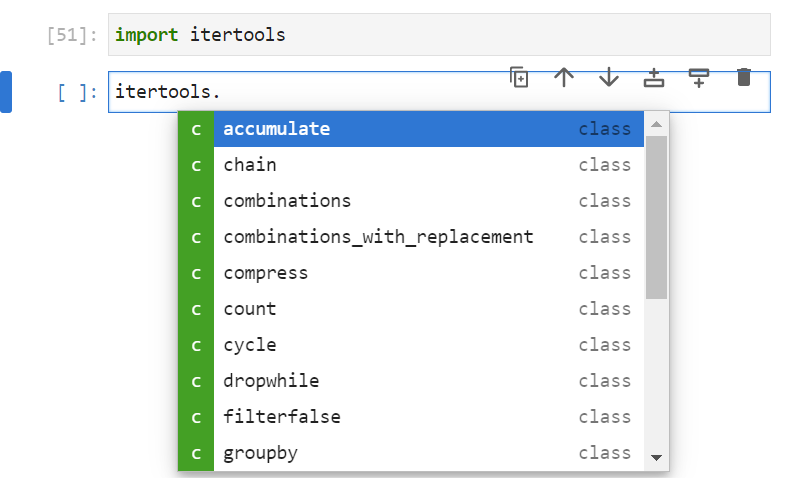 [51]: import itertools
[ ]: itertools.
c accumulate class
c chain class
c combinations class
c combinations_with_replacement class
c compress class
c count class
c cycle class
c dropwhile class
c filterfalse class
c groupby class